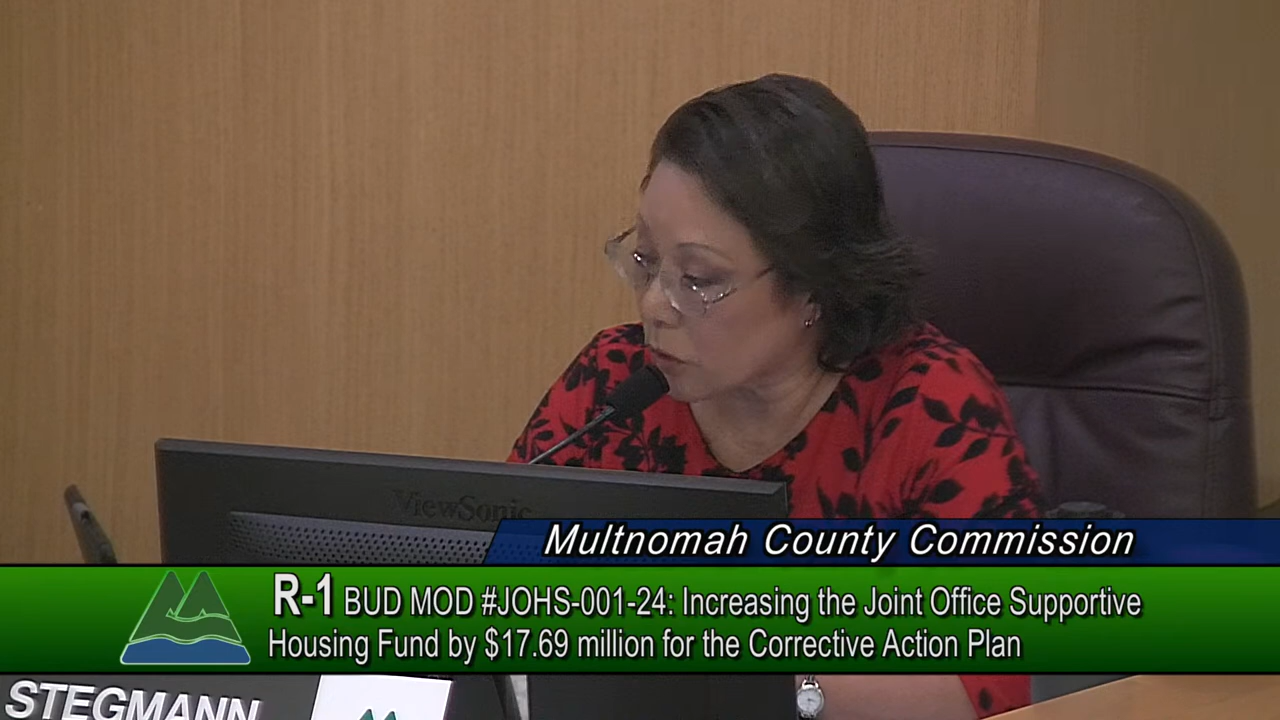 ViewSonic
Multnomah County Commission
R-1 BUD MOD #JOHS-001-24: Increasing the Joint Office Supportive
Housing Fund by $17.69 million for the Corrective Action Plan
STEGMANN